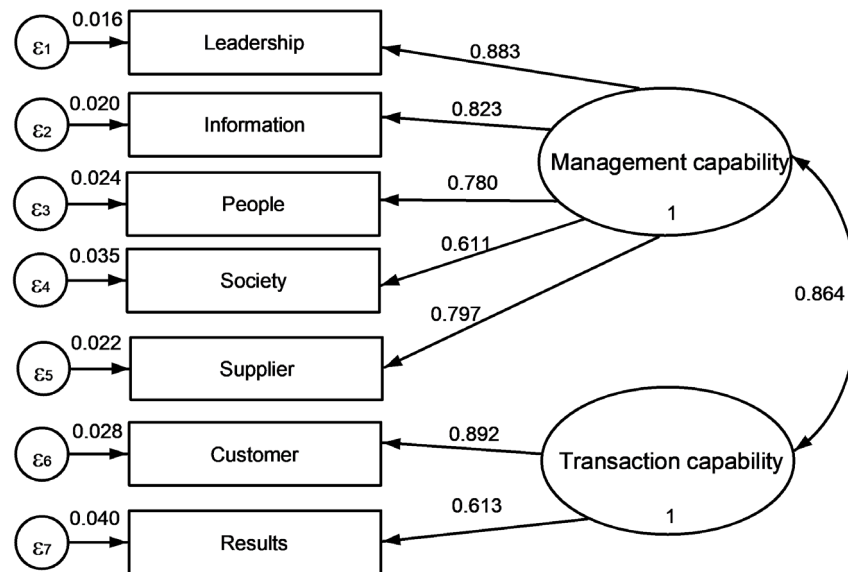 0.016
ε1
Leadership
0.883
0.020
ε2
Information
0.823
Management capability
1
0.024
ε3
People
0.780
0.035
ε4
Society
0.611
0.864
0.022
ε5
Supplier
0.797
0.028
ε6
Customer
0.892
Transaction capability
1
0.040
ε7
Results
0.613